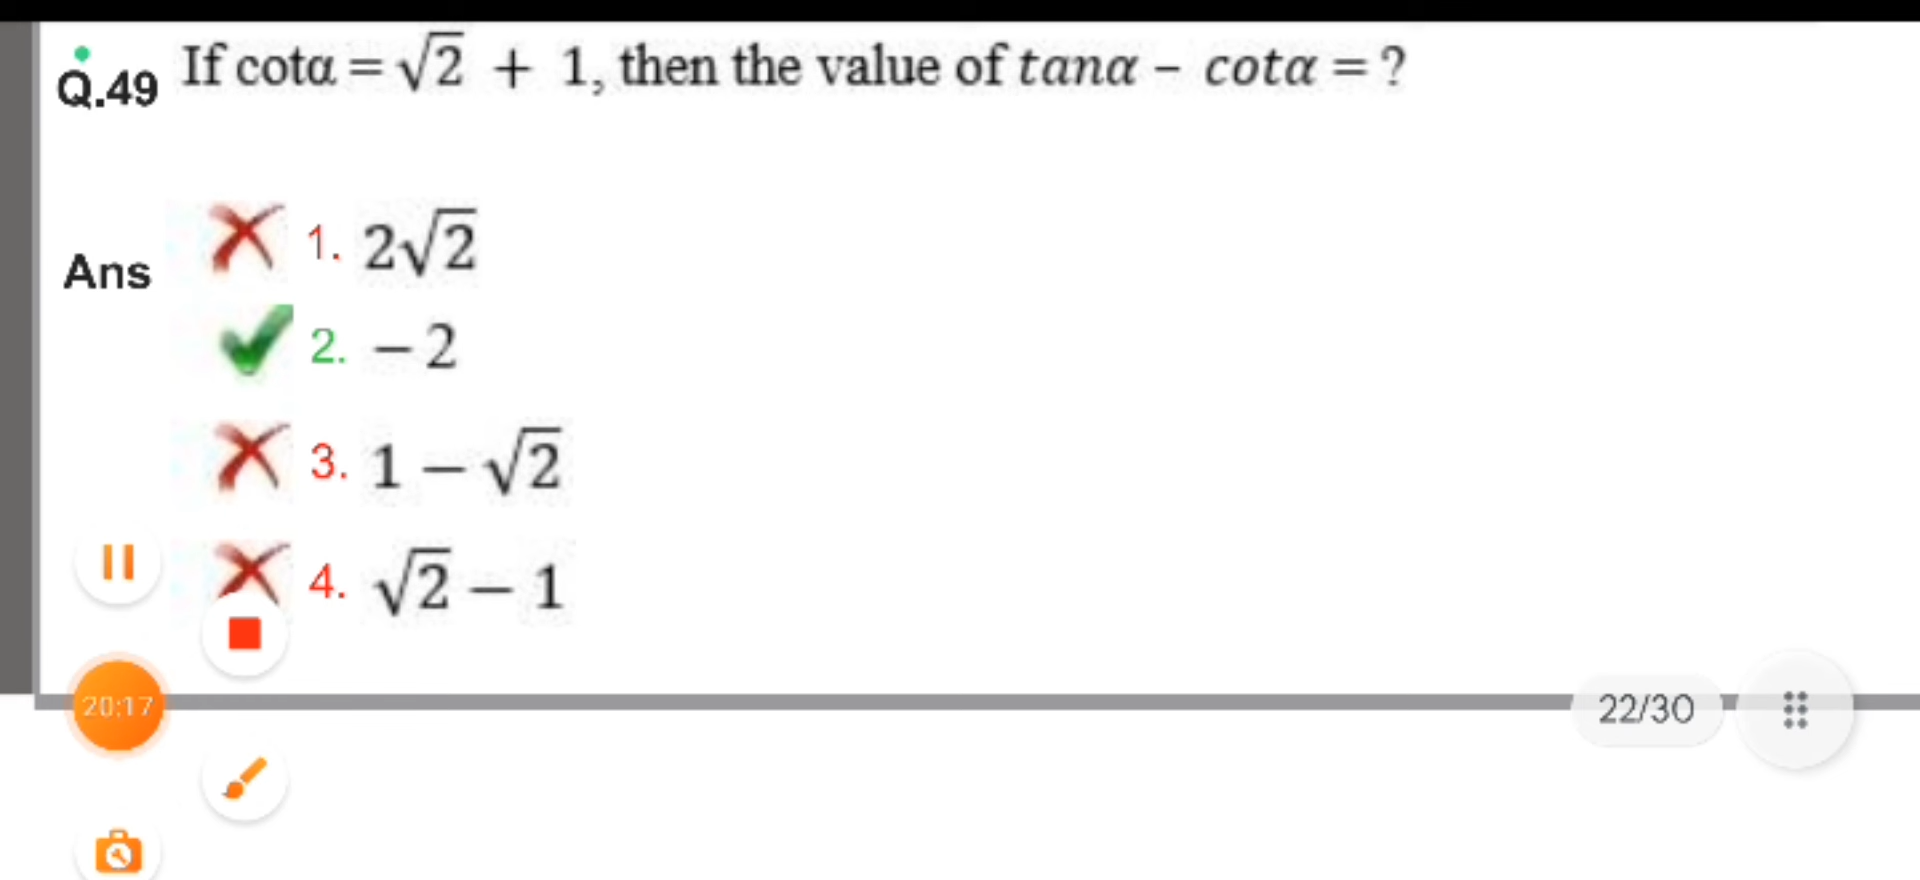 Q.49 If cotα = √2 + 1, then the value of tanα − cotα = ?
Ans 1. 2√2
2. −2
3. 1 − √2
4. √2 − 1
20:17
22/30